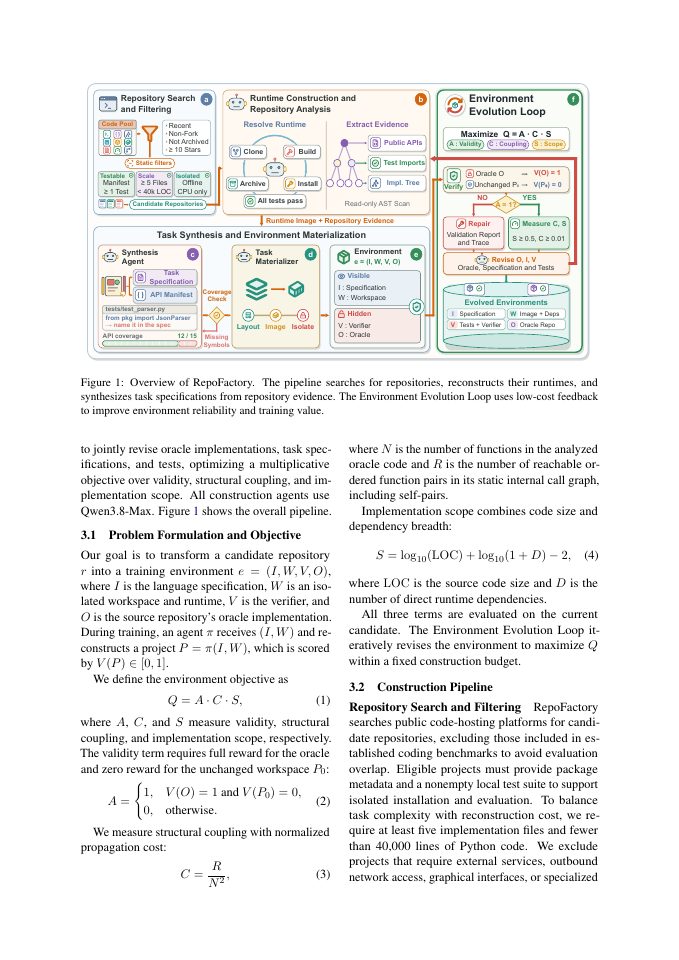 Repository Search
and Filtering
a
Code Pool
· Recent
· Non-Fork
· Not Archived
· ≥ 10 Stars
Static filters
Testable
Manifest
≥ 1 Test
Scale
≥ 5 Files
< 40k LOC
Isolated
Offline
CPU only
Candidate Repositories
Runtime Construction and
Repository Analysis
b
Resolve Runtime
Clone
Build
Archive
Install
All tests pass
Extract Evidence
Public APIs
Test Imports
Impl. Tree
Read-only AST Scan
Runtime Image + Repository Evidence
Task Synthesis and Environment Materialization
Synthesis
Agent
c
Task
Specification
API Manifest
tests/test_parser.py
from pkg import JsonParser
→ name it in the spec
API coverage 12 / 15
Coverage
Check
Missing
Symbols
Task
Materializer
d
Layout
Image
Isolate
Environment
e = (I, W, V, O)
e
Visible
I : Specification
W : Workspace
Hidden
V : Verifier
O : Oracle
Environment
Evolution Loop
f
Maximize Q = A · C · S
A : Validity
C : Coupling
S : Scope
Verify
Oracle O → V(O) = 1
Unchanged P₀ → V(P₀) = 0
NO
A = 1?
YES
Repair
Validation Report
and Trace
Measure C, S
S ≥ 0.5, C ≥ 0.01
Revise O, I, V
Oracle, Specification and Tests
Evolved Environments
I Specification
W Image + Deps
V Tests + Verifier
O Oracle Repo
Figure 1: Overview of RepoFactory. The pipeline searches for repositories, reconstructs their runtimes, and
synthesizes task specifications from repository evidence. The Environment Evolution Loop uses low-cost feedback
to improve environment reliability and training value.
to jointly revise oracle implementations, task spec-
ifications, and tests, optimizing a multiplicative
objective over validity, structural coupling, and im-
plementation scope. All construction agents use
Qwen3.8-Max. Figure 1 shows the overall pipeline.
3.1 Problem Formulation and Objective
Our goal is to transform a candidate repository
r into a training environment e = (I, W, V, O),
where I is the language specification, W is an iso-
lated workspace and runtime, V is the verifier, and
O is the source repository's oracle implementation.
During training, an agent π receives (I, W) and re-
constructs a project P = π(I, W), which is scored
by V(P) ∈ [0, 1].
We define the environment objective as
Q = A · C · S, (1)
where A, C, and S measure validity, structural
coupling, and implementation scope, respectively.
The validity term requires full reward for the oracle
and zero reward for the unchanged workspace P₀:
A = { 1, V(O) = 1 and V(P₀) = 0,
0, otherwise. (2)
We measure structural coupling with normalized
propagation cost:
C = R / N², (3)
where N is the number of functions in the analyzed
oracle code and R is the number of reachable or-
dered function pairs in its static internal call graph,
including self-pairs.
Implementation scope combines code size and
dependency breadth:
S = log₁₀(LOC) + log₁₀(1 + D) − 2, (4)
where LOC is the source code size and D is the
number of direct runtime dependencies.
All three terms are evaluated on the current
candidate. The Environment Evolution Loop it-
eratively revises the environment to maximize Q
within a fixed construction budget.
3.2 Construction Pipeline
Repository Search and Filtering RepoFactory
searches public code-hosting platforms for candi-
date repositories, excluding those included in es-
tablished coding benchmarks to avoid evaluation
overlap. Eligible projects must provide package
metadata and a nonempty local test suite to support
isolated installation and evaluation. To balance
task complexity with reconstruction cost, we re-
quire at least five implementation files and fewer
than 40,000 lines of Python code. We exclude
projects that require external services, outbound
network access, graphical interfaces, or specialized